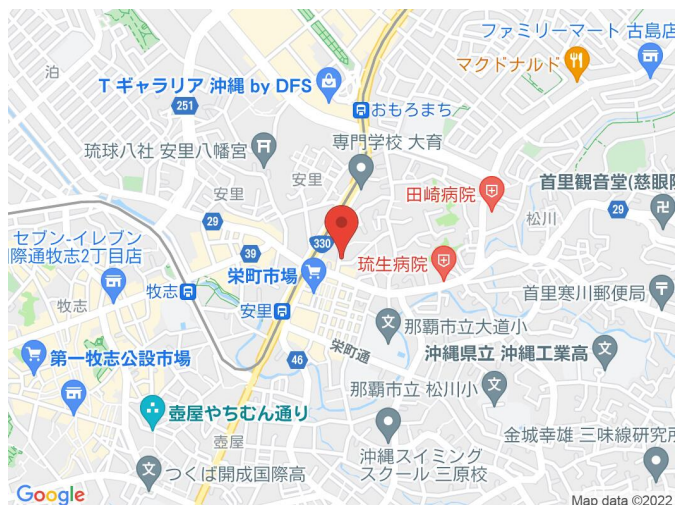 ファミリーマート 古島店
マクドナルド
泊
T ギャラリア 沖縄 by DFS
251
おもろまち
専門学校 大育
琉球八社 安里八幡宮
安里
田崎病院
首里観音堂(慈眼院
松川
29
29
330
39
セブン-イレブン
国際通牧志2丁目店
栄町市場
琉生病院
牧志
牧志
安里
首里寒川郵便局
那覇市立大道小
栄町通
46
第一牧志公設市場
沖縄県立 沖縄工業高
那覇市立 松川小
壺屋やちむん通り
壺屋
沖縄スイミング
スクール 三原校
金城幸雄 三味線研究所
つくば開成国際高
Google
Map data ©2022